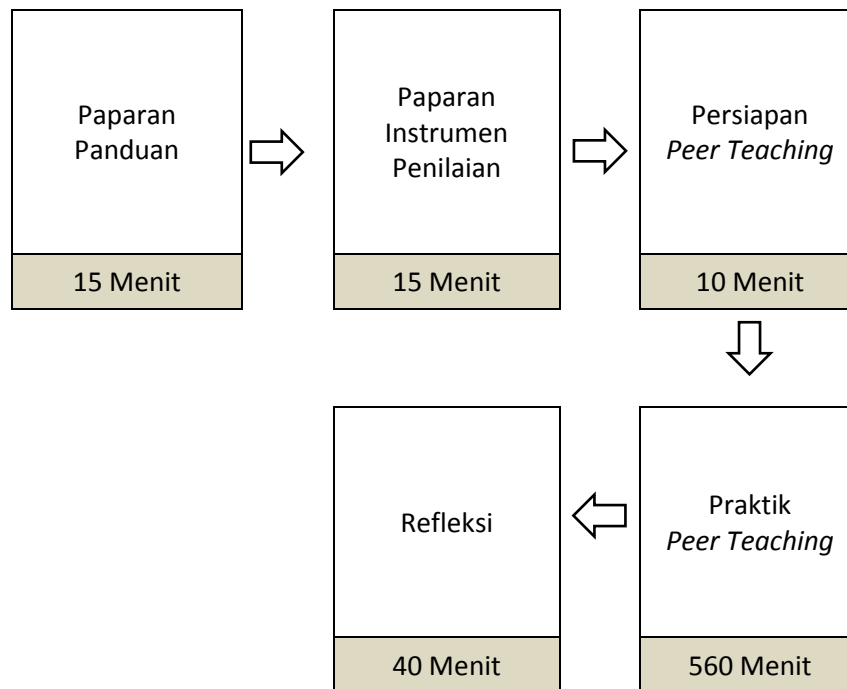 Paparan
Panduan
15 Menit
Paparan
Instrumen
Penilaian
15 Menit
Persiapan
Peer Teaching
10 Menit
Praktik
Peer Teaching
560 Menit
Refleksi
40 Menit